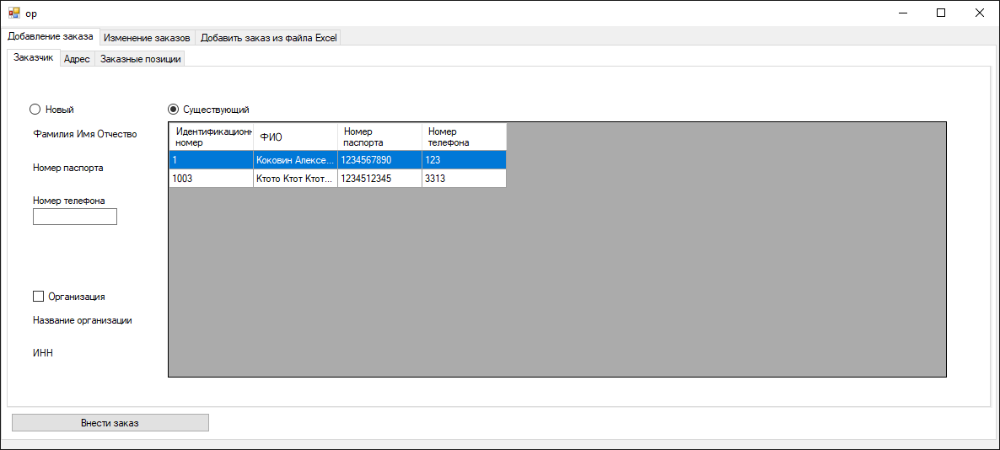 op
Добавление заказа Изменение заказов Добавить заказ из файла Excel
Заказчик Адрес Заказные позиции
Новый Существующий
Фамилия Имя Отчество
Номер паспорта
Номер телефона
Организация
Название организации
ИНН
Идентификационн номер ФИО Номер паспорта Номер телефона
1 Коковин Алексе... 1234567890 123
1003 Ктото Ктот Ктот... 1234512345 3313
Внести заказ